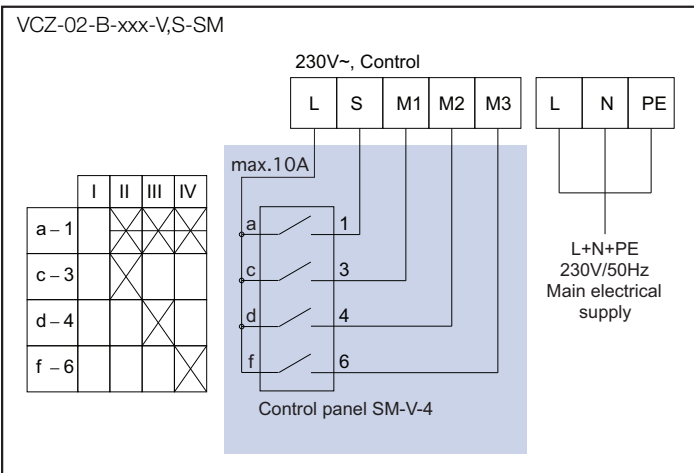 VCZ-02-B-xxx-V,S-SM
230V~, Control
L S M1 M2 M3 L N PE
max.10A
I II III IV
a – 1
c – 3
d – 4
f – 6
a 1
c 3
d 4
f 6
Control panel SM-V-4
L+N+PE
230V/50Hz
Main electrical
supply